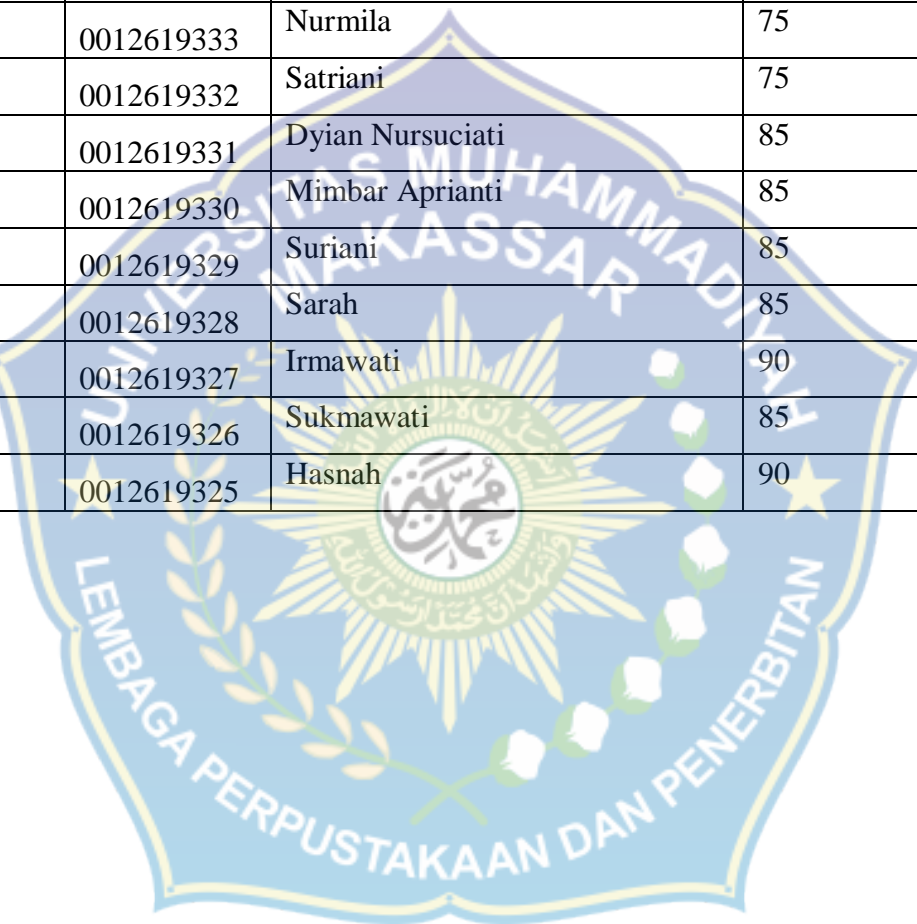 0012619333 Nurmila 75
0012619332 Satriani 75
0012619331 Dyian Nursuciati 85
0012619330 Mimbar Aprianti 85
0012619329 Suriani 85
0012619328 Sarah 85
0012619327 Irmawati 90
0012619326 Sukmawati 85
0012619325 Hasnah 90
UNIVERSITAS MUHAMMADIYAH
MAKASSAR
محمدية
LEMBAGA PERPUSTAKAAN DAN PENERBITAN